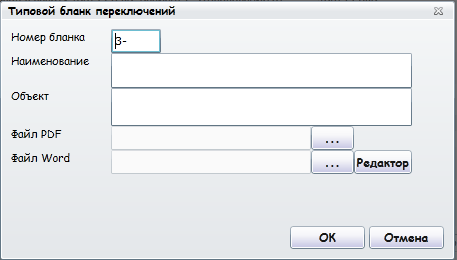 Типовой бланк переключений
Номер бланка 3-
Наименование
Объект
Файл PDF ...
Файл Word ... Редактор
OK Отмена